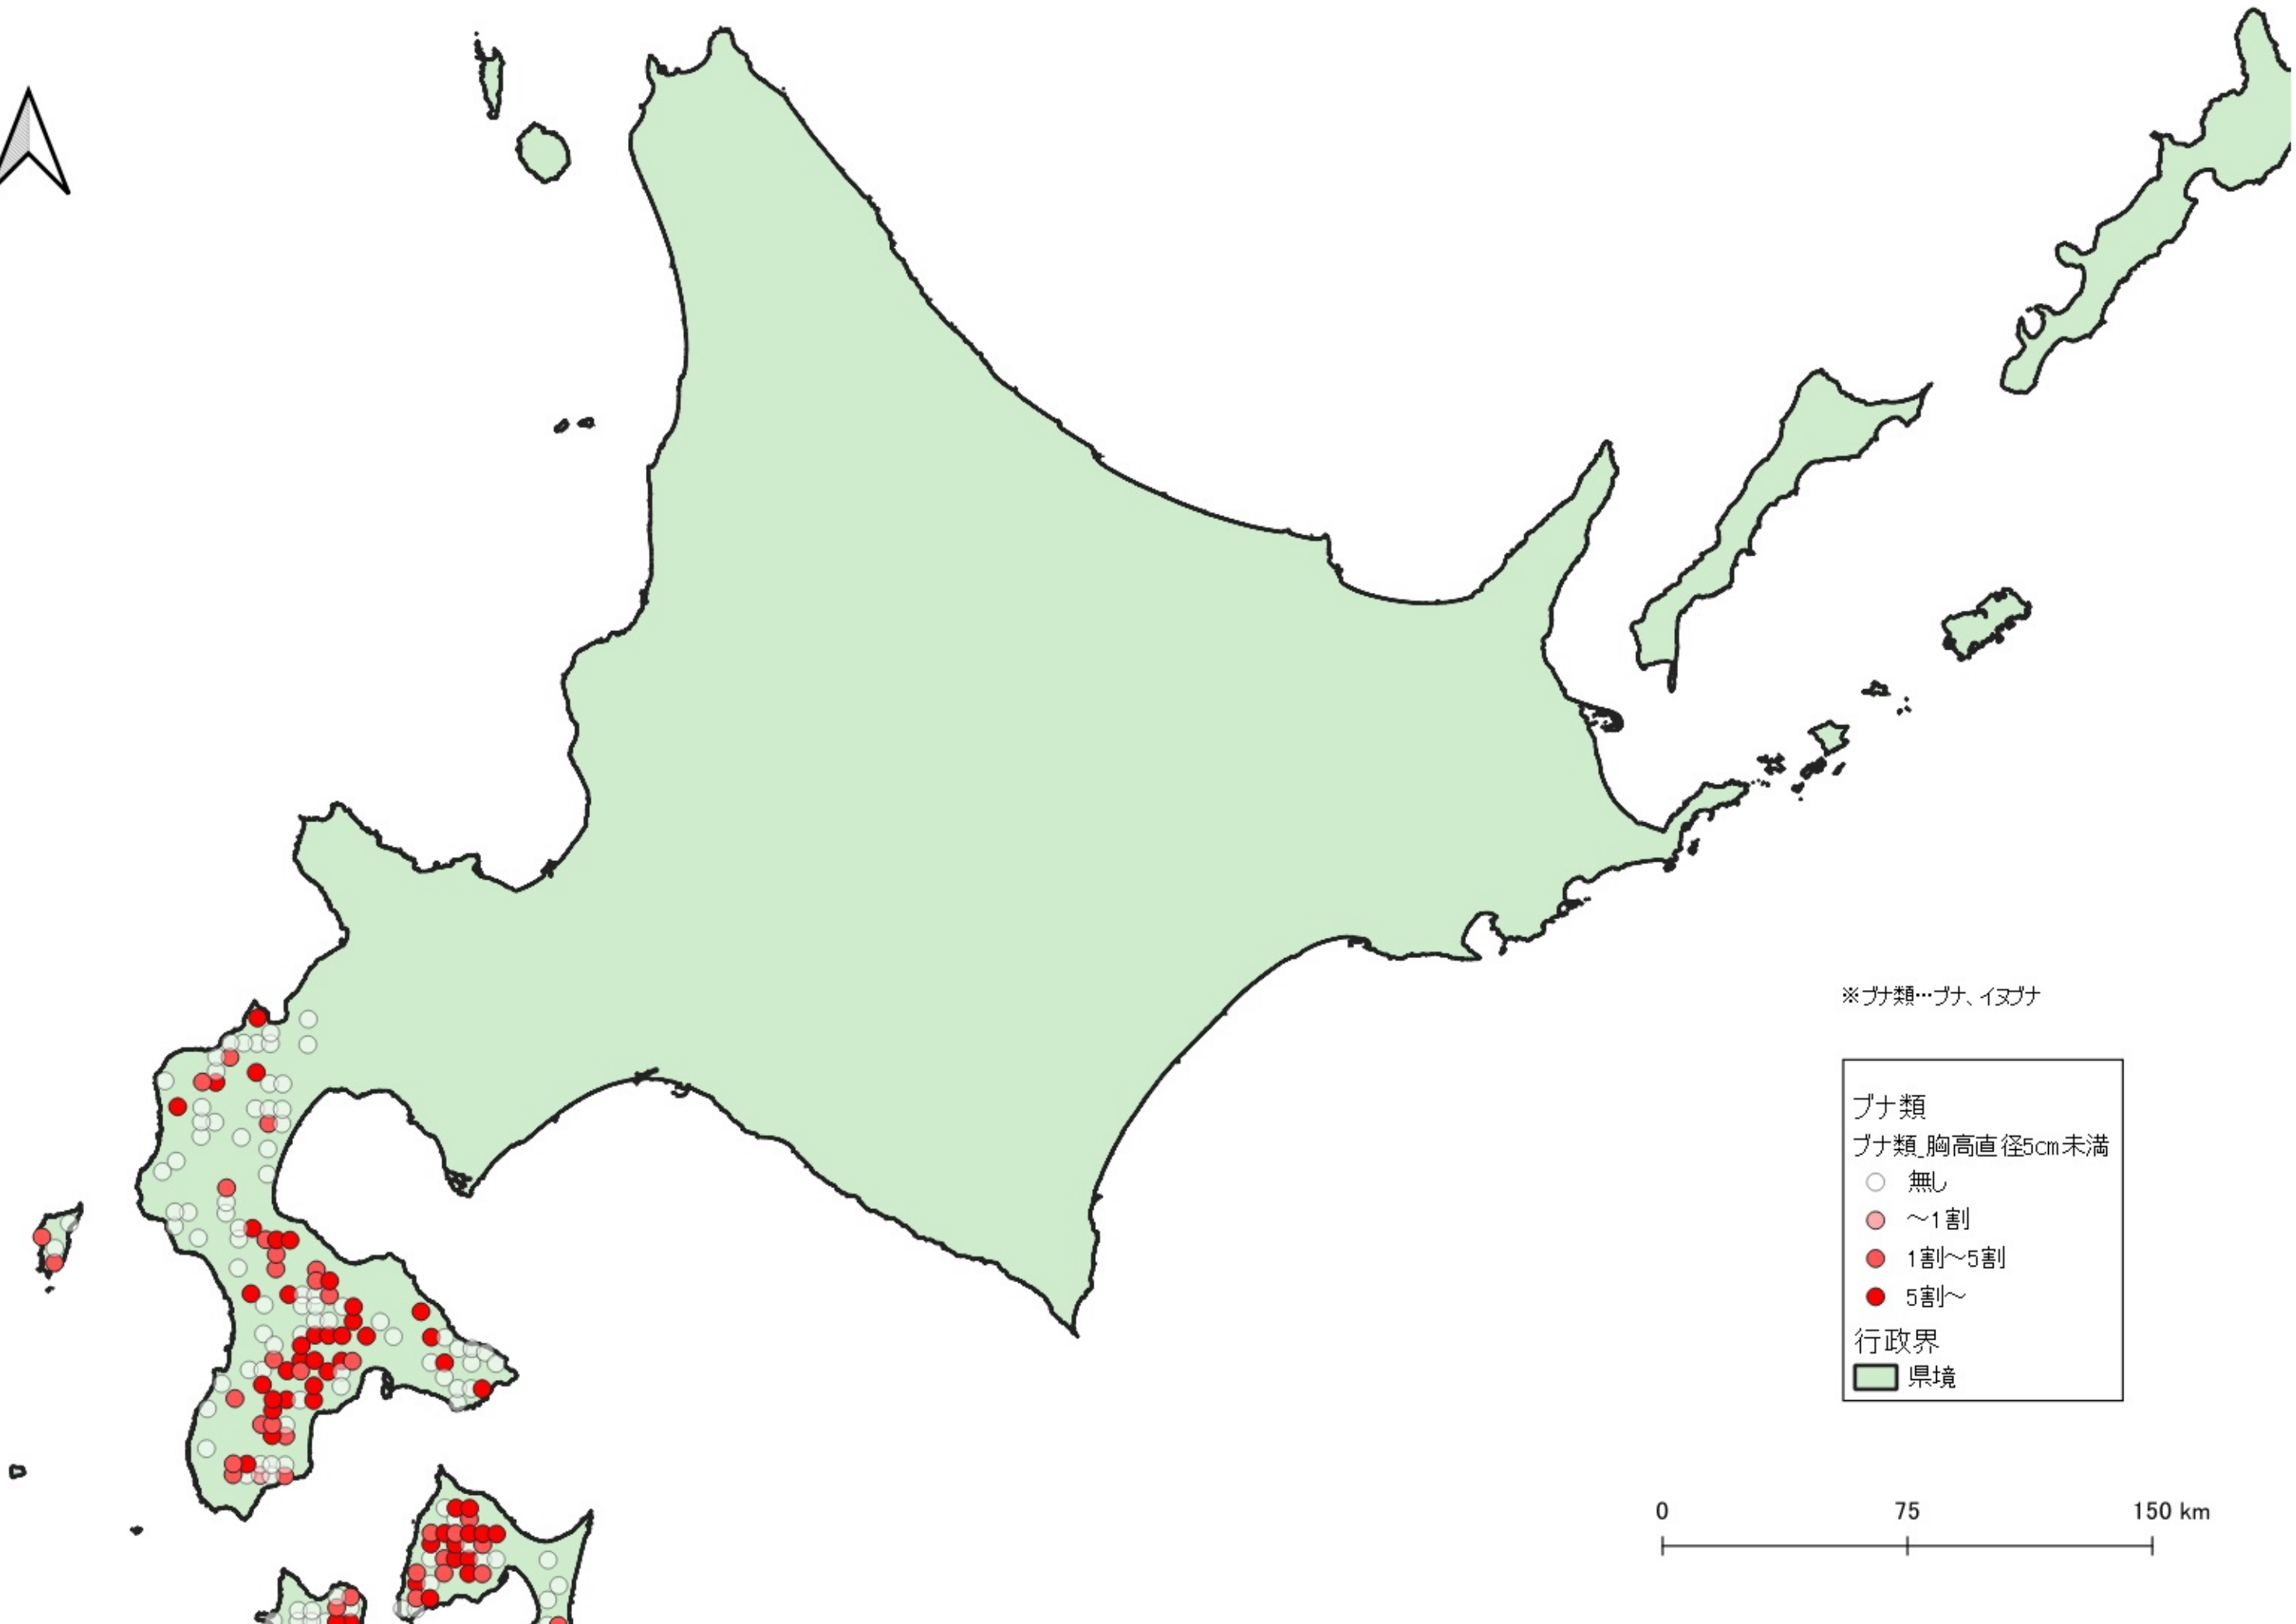 ※ブナ類…ブナ、イヌブナ
ブナ類
ブナ類_胸高直径5cm未満
無し
～1割
1割～5割
5割～
行政界
県境
0 75 150 km